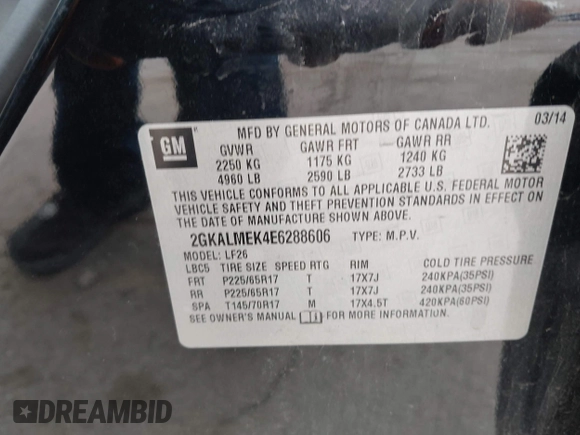 03/14
GM
MFD BY GENERAL MOTORS OF CANADA LTD.
GVWR GAWR FRT GAWR RR
2250 KG 1175 KG 1240 KG
4960 LB 2590 LB 2733 LB
THIS VEHICLE CONFORMS TO ALL APPLICABLE U.S. FEDERAL MOTOR
VEHICLE SAFETY AND THEFT PREVENTION STANDARDS IN EFFECT ON
THE DATE OF MANUFACTURE SHOWN ABOVE.
2GKALMEK4E6288606 TYPE: M.P.V.
MODEL: LF26
LBC5 TIRE SIZE SPEED RTG RIM COLD TIRE PRESSURE
FRT P225/65R17 T 17X7J 240KPA(35PSI)
RR P225/65R17 T 17X7J 240KPA(35PSI)
SPA T145/70R17 M 17X4.5T 420KPA(60PSI)
SEE OWNER'S MANUAL FOR MORE INFORMATION.
DREAMBID